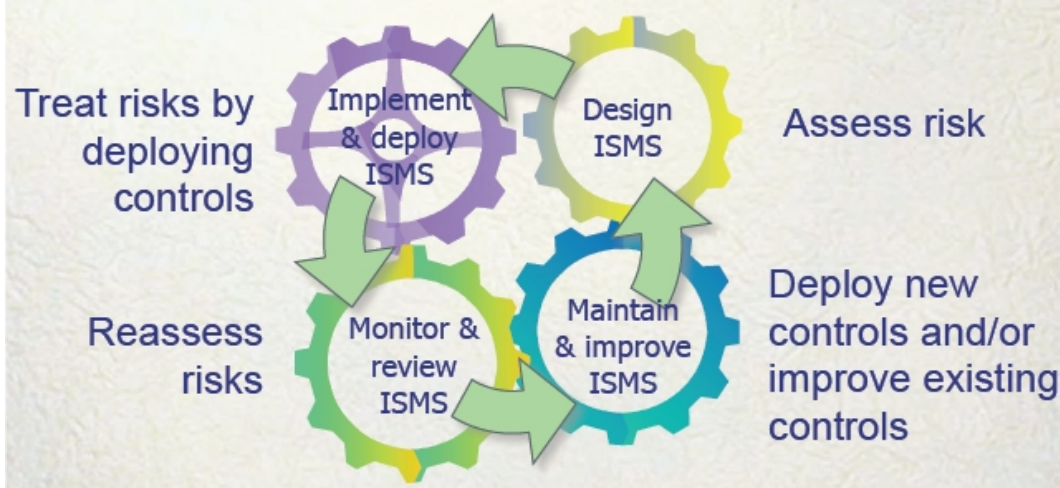 Treat risks by
deploying
controls
Implement
& deploy
ISMS
Design
ISMS
Assess risk
Reassess
risks
Monitor &
review
ISMS
Maintain
& improve
ISMS
Deploy new
controls and/or
improve existing
controls